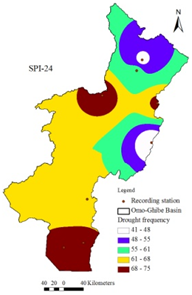 N
SPI-24
Legend
Recording station
Omo-Ghibe Basin
Drought frequency
41 - 48
48 - 55
55 - 61
61 - 68
68 - 75
40 20 0 40 Kilometers